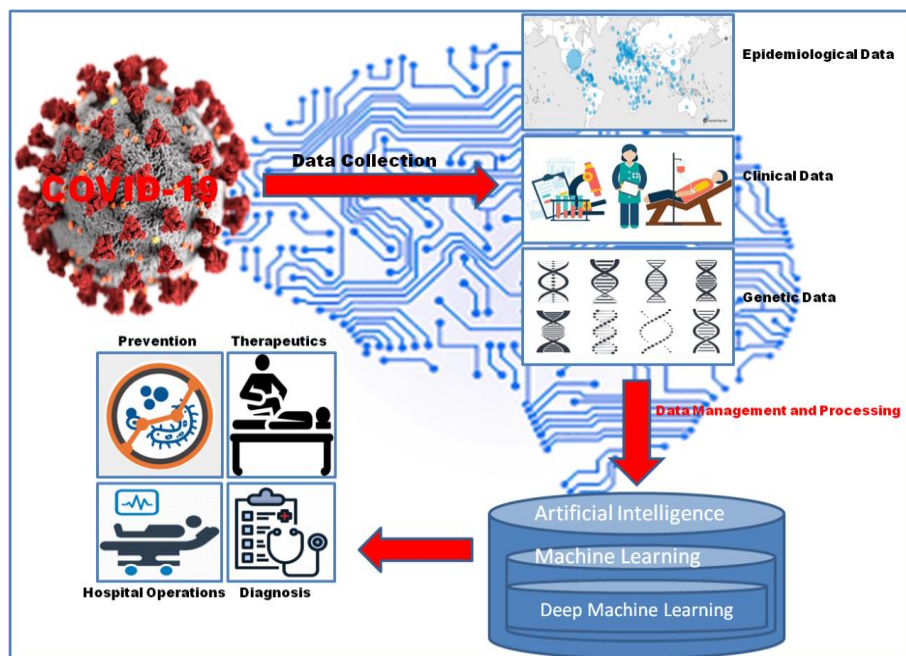 Epidemiological Data
Data Collection
COVID-19
Clinical Data
Genetic Data
Prevention
Therapeutics
Data Management and Processing
Artificial Intelligence
Machine Learning
Deep Machine Learning
Hospital Operations
Diagnosis